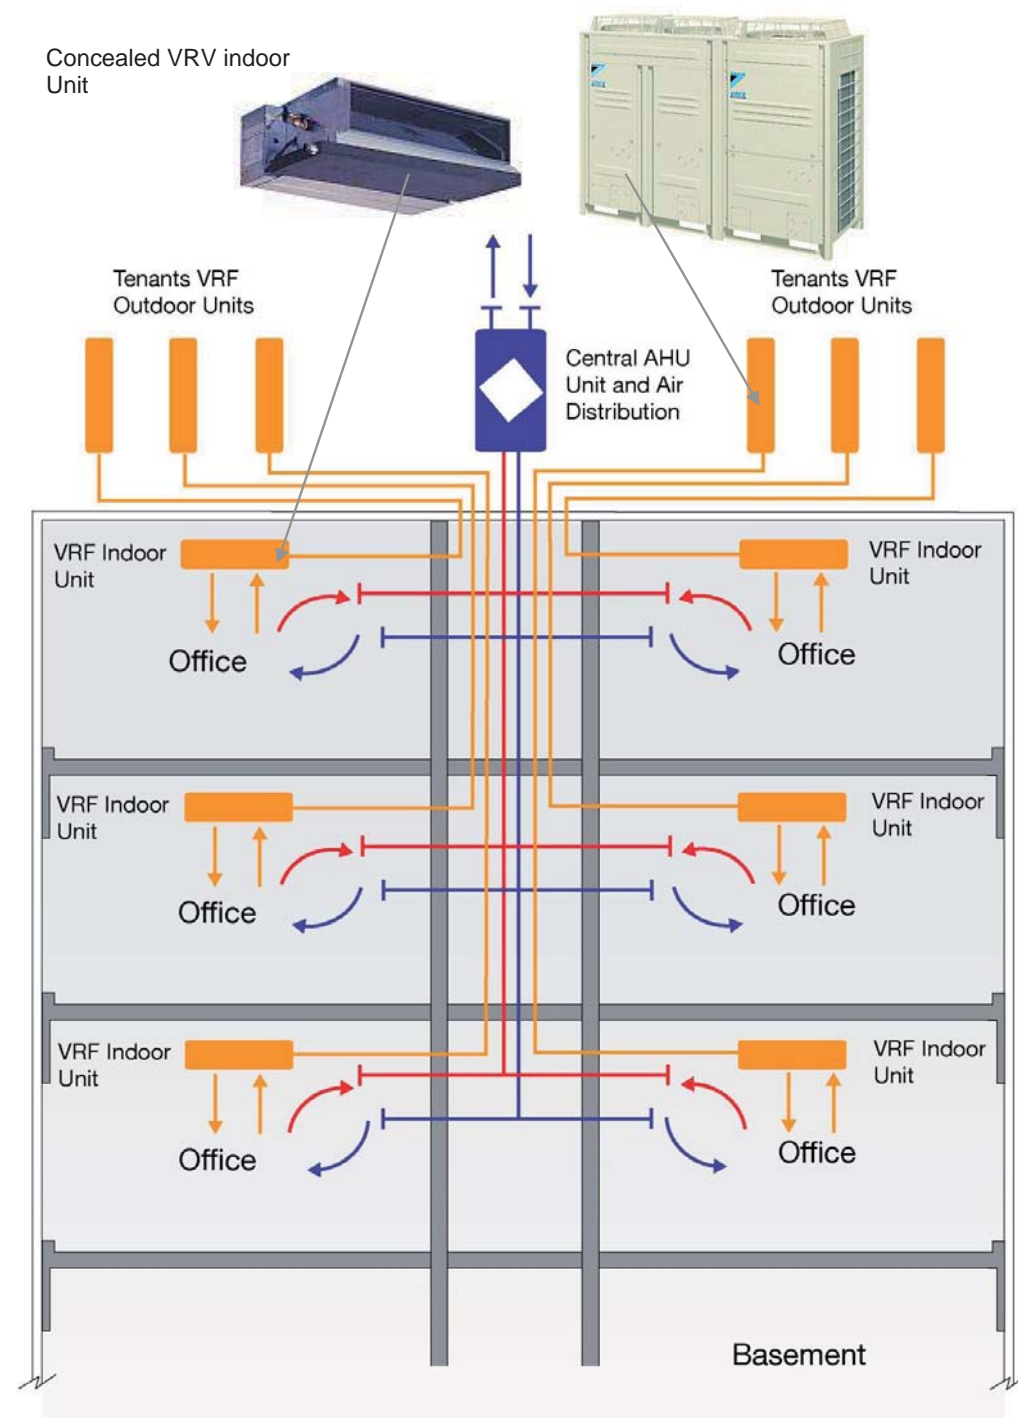 Concealed VRV indoor
Unit
Tenants VRF
Outdoor Units
Tenants VRF
Outdoor Units
Central AHU
Unit and Air
Distribution
VRF Indoor
Unit
VRF Indoor
Unit
Office
Office
VRF Indoor
Unit
VRF Indoor
Unit
Office
Office
VRF Indoor
Unit
VRF Indoor
Unit
Office
Office
Basement